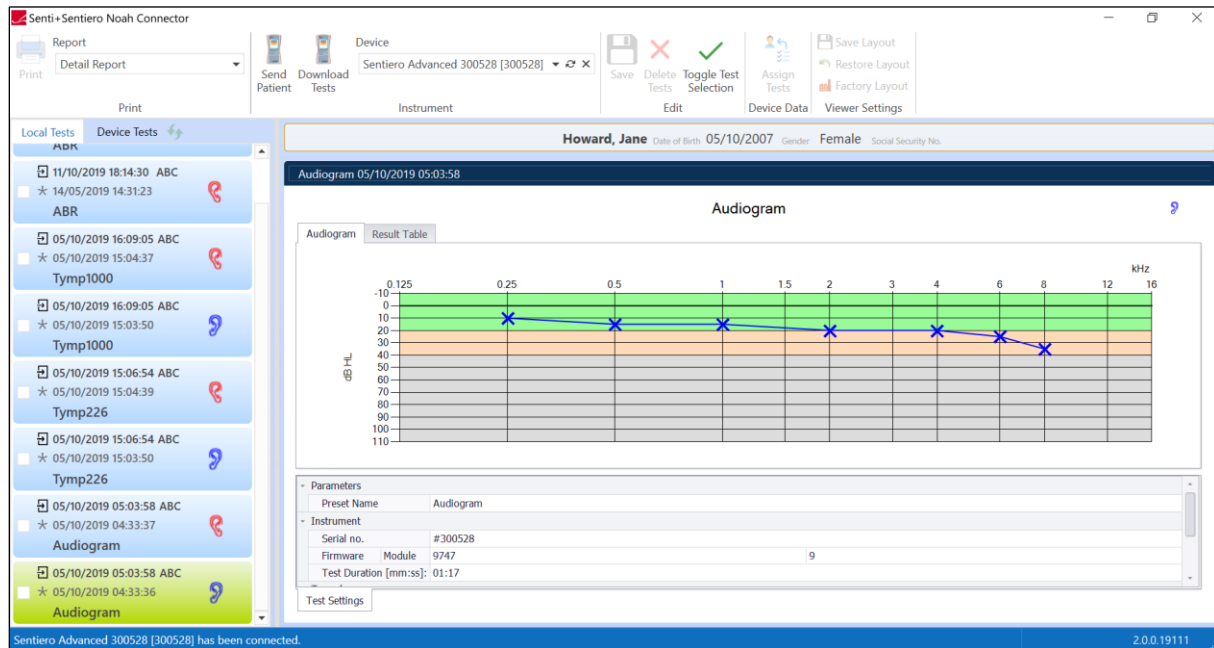 Senti+Sentiero Noah Connector
Report
Detail Report
Print
Print
Send Patient
Download Tests
Device
Sentiero Advanced 300528 [300528]
Instrument
Save
Delete Tests
Toggle Test Selection
Edit
Assign Tests
Device Data
Save Layout
Restore Layout
Factory Layout
Viewer Settings
Local Tests
Device Tests
ABR
11/10/2019 18:14:30 ABC
14/05/2019 14:31:23
ABR
05/10/2019 16:09:05 ABC
05/10/2019 15:04:37
Tymp1000
05/10/2019 16:09:05 ABC
05/10/2019 15:03:50
Tymp1000
05/10/2019 15:06:54 ABC
05/10/2019 15:04:39
Tymp226
05/10/2019 15:06:54 ABC
05/10/2019 15:03:50
Tymp226
05/10/2019 05:03:58 ABC
05/10/2019 04:33:37
Audiogram
05/10/2019 05:03:58 ABC
05/10/2019 04:33:36
Audiogram
Howard, Jane Date of Birth 05/10/2007 Gender Female Social Security No.
Audiogram 05/10/2019 05:03:58
Audiogram
Audiogram
Result Table
kHz
0.125 0.25 0.5 1 1.5 2 3 4 6 8 12 16
-10
0
10
20
30
40
50
60
70
80
90
100
110
dB HL
Parameters
Preset Name Audiogram
Instrument
Serial no. #300528
Firmware Module 9747 9
Test Duration [mm:ss]: 01:17
Test Settings
Sentiero Advanced 300528 [300528] has been connected.
2.0.0.19111